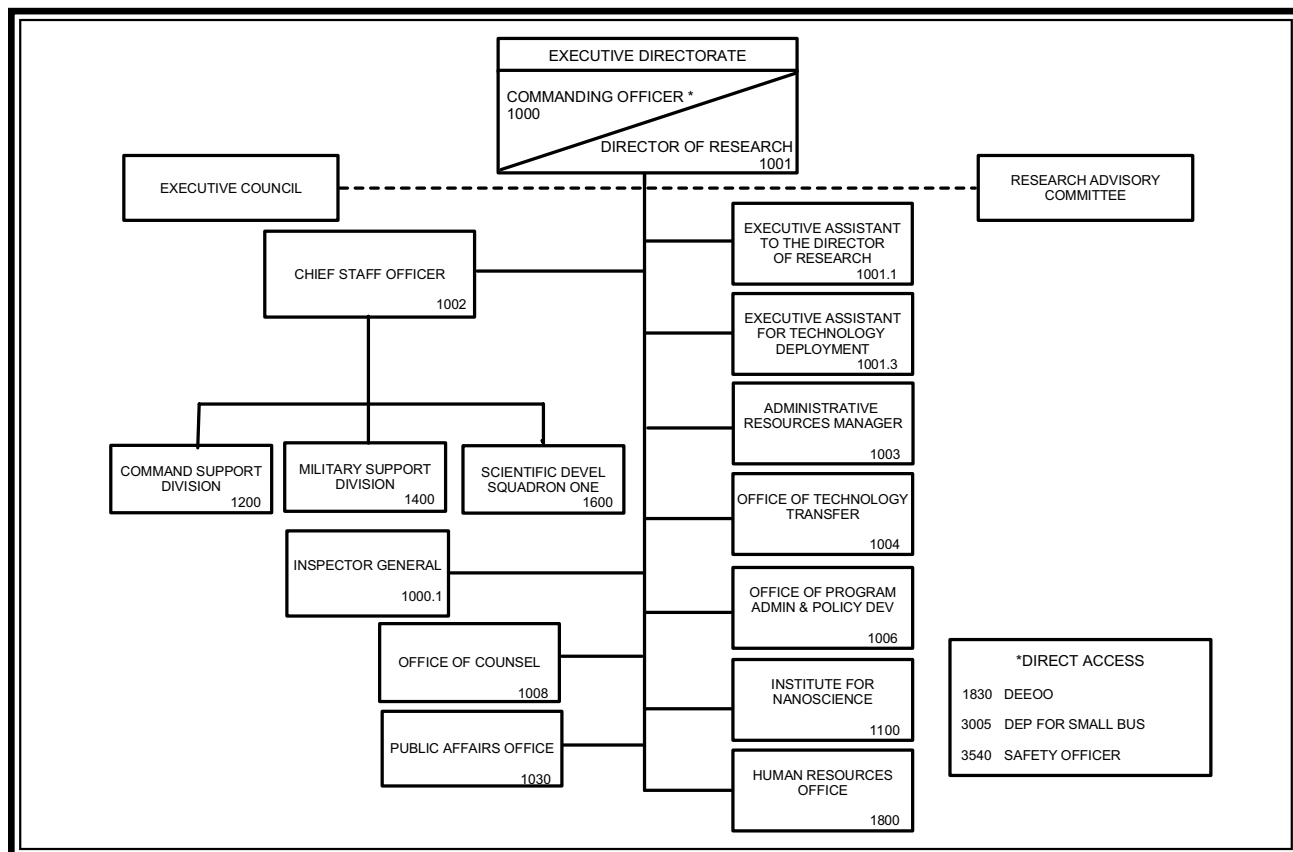 EXECUTIVE DIRECTORATE
COMMANDING OFFICER *
1000
DIRECTOR OF RESEARCH
1001
EXECUTIVE COUNCIL
RESEARCH ADVISORY
COMMITTEE
CHIEF STAFF OFFICER
1002
EXECUTIVE ASSISTANT
TO THE DIRECTOR
OF RESEARCH
1001.1
EXECUTIVE ASSISTANT
FOR TECHNOLOGY
DEPLOYMENT
1001.3
ADMINISTRATIVE
RESOURCES MANAGER
1003
COMMAND SUPPORT
DIVISION
1200
MILITARY SUPPORT
DIVISION
1400
SCIENTIFIC DEVEL
SQUADRON ONE
1600
OFFICE OF TECHNOLOGY
TRANSFER
1004
INSPECTOR GENERAL
1000.1
OFFICE OF PROGRAM
ADMIN & POLICY DEV
1006
OFFICE OF COUNSEL
1008
INSTITUTE FOR
NANOSCIENCE
1100
PUBLIC AFFAIRS OFFICE
1030
HUMAN RESOURCES
OFFICE
1800
*DIRECT ACCESS
1830 DEEOO
3005 DEP FOR SMALL BUS
3540 SAFETY OFFICER